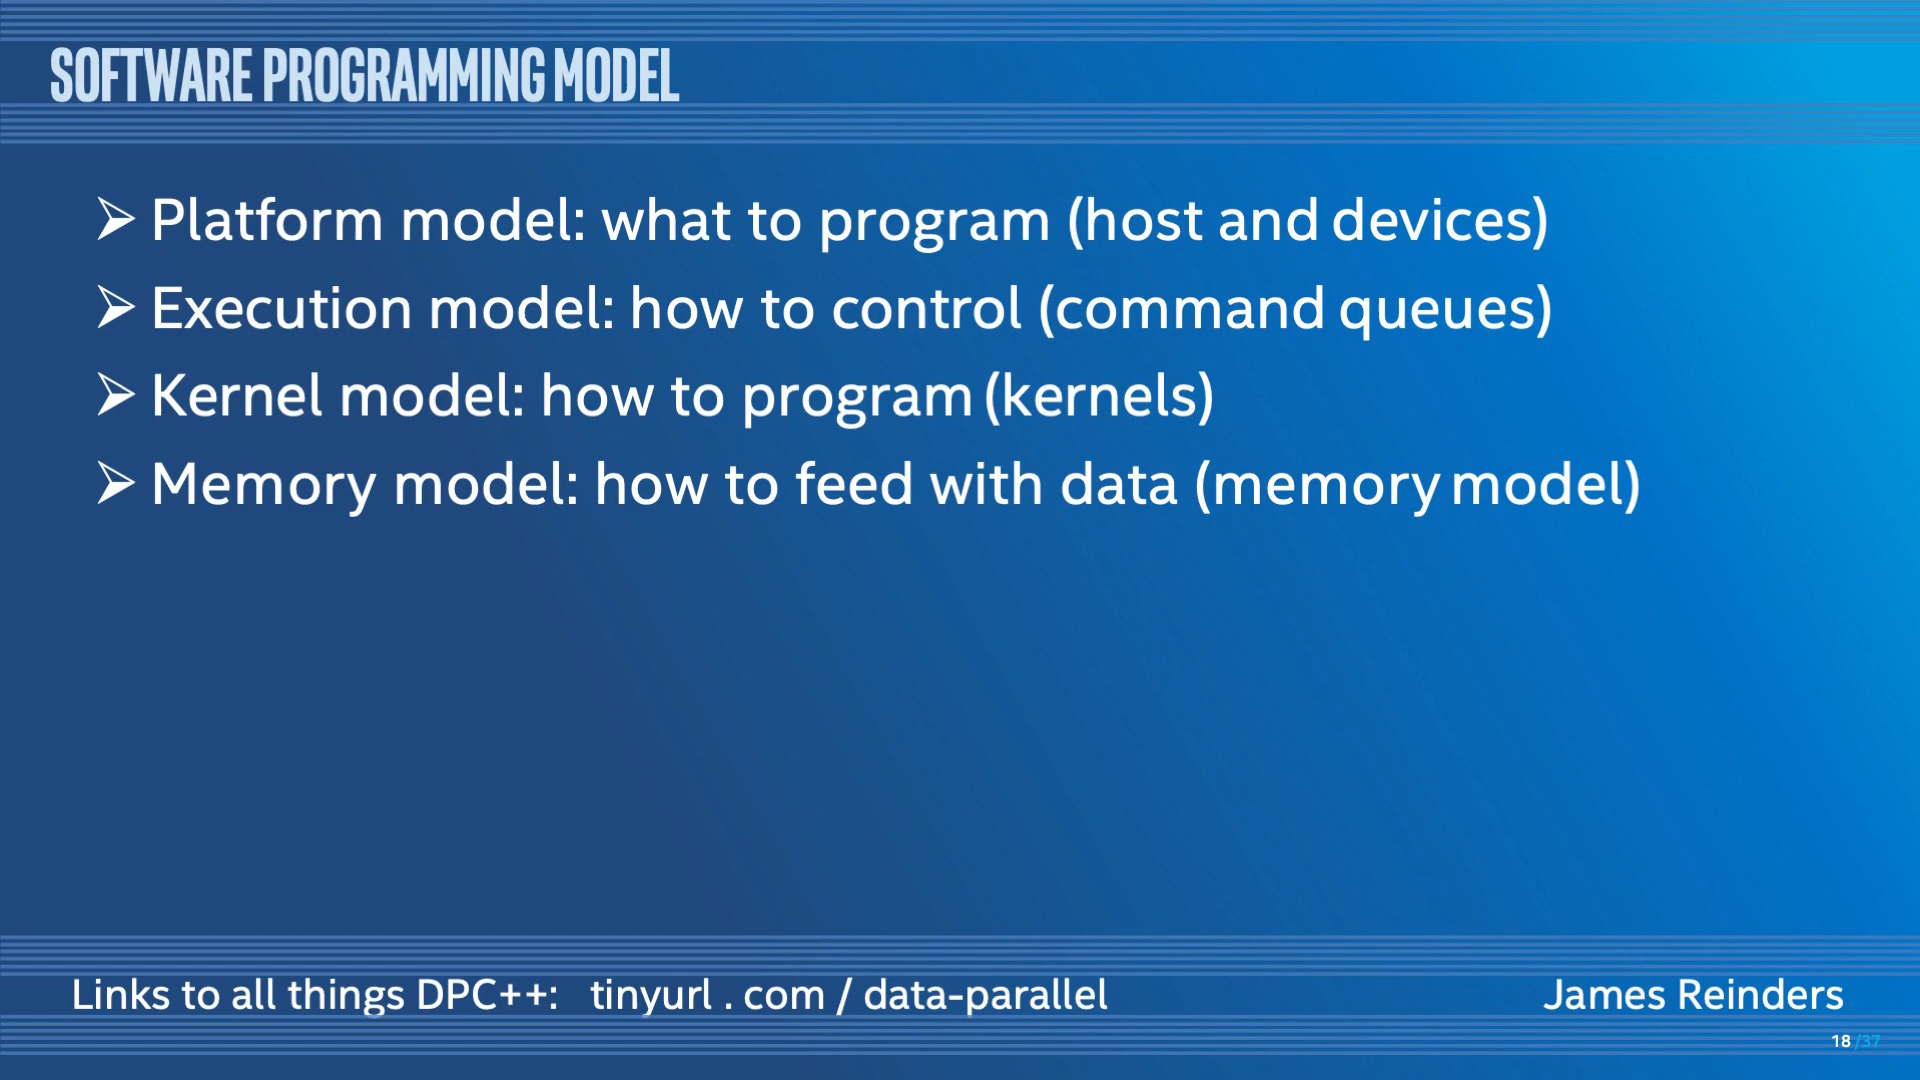 SOFTWARE PROGRAMMING MODEL
➢ Platform model: what to program (host and devices)
➢ Execution model: how to control (command queues)
➢ Kernel model: how to program (kernels)
➢ Memory model: how to feed with data (memory model)
Links to all things DPC++: tinyurl . com / data-parallel
James Reinders
18 /37